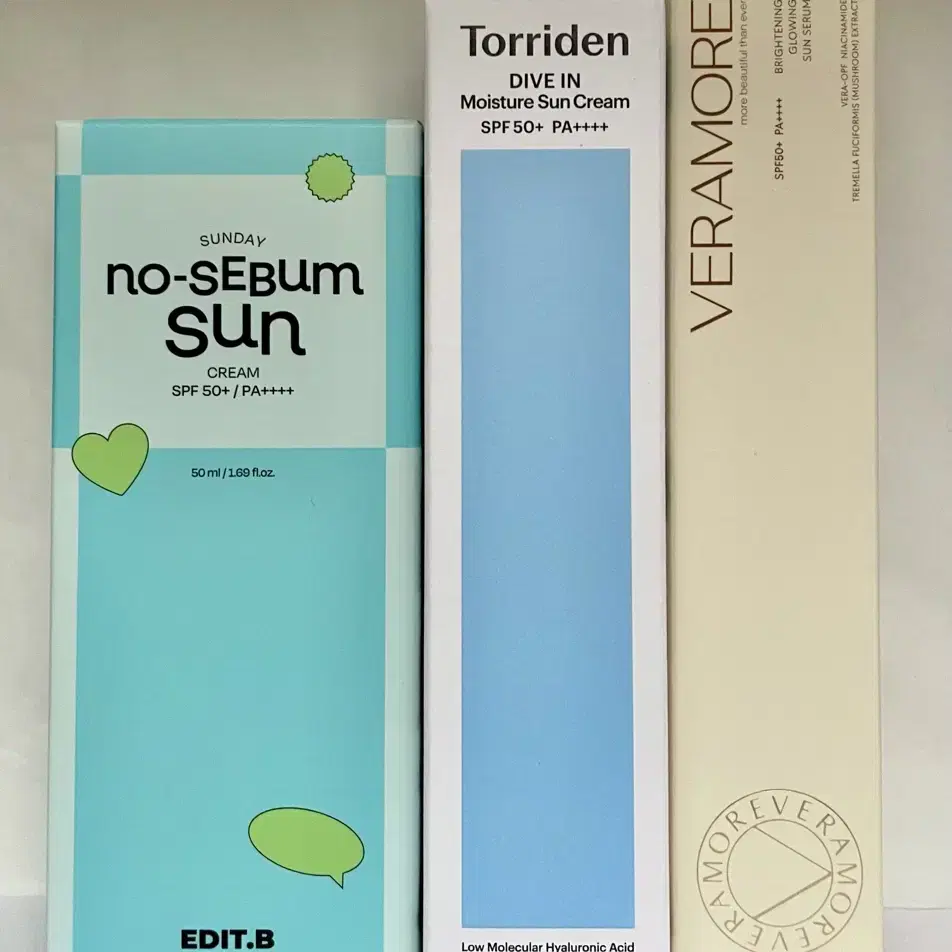 SUNDAY
no-SEBum
Sun
CREAM
SPF 50+ / PA++++
50 ml / 1.69 fl.oz.
EDIT.B
Torriden
DIVE IN
Moisture Sun Cream
SPF 50+ PA++++
Low Molecular Hyaluronic Acid
VERAMORE
more beautiful than ever
SPF50+ PA++++
BRIGHTENING
GLOWING
SUN SERUM
VERA-OPF NIACINAMIDE
TREMELLA FUCIFORMIS (MUSHROOM) EXTRACT
VERAMOREVERAMOREVERAMORE